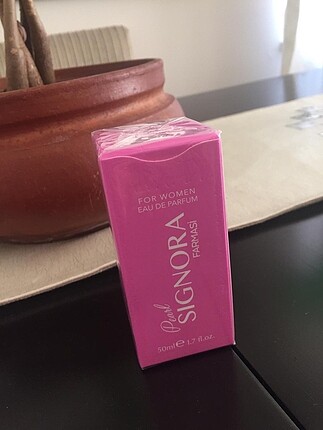 FOR WOMEN
EAU DE PARFUM
Pearl
SIGNORA
FARMASİ
50ml e 1.7 fl.oz.